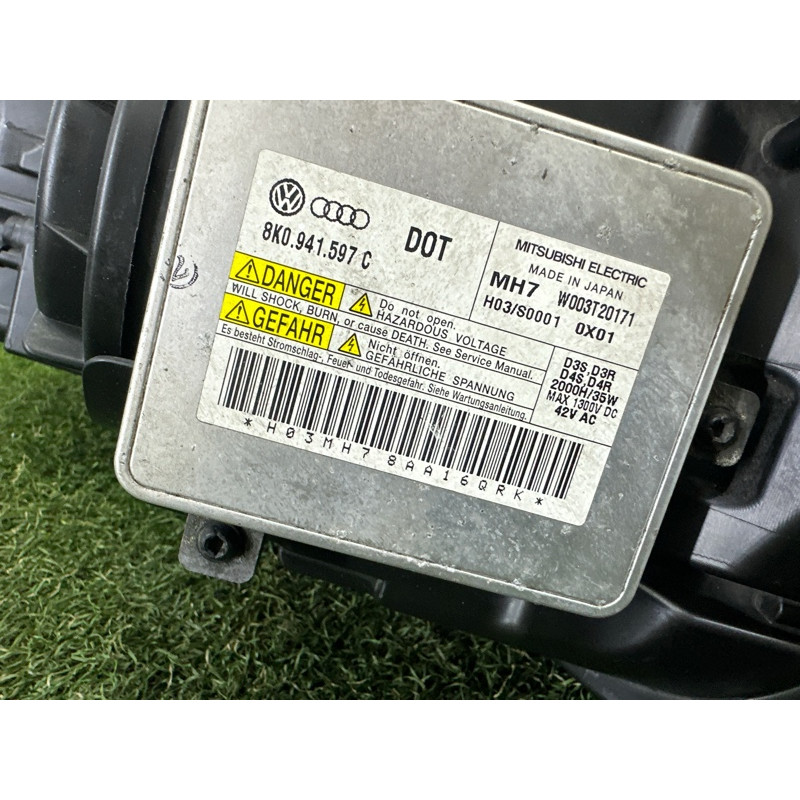 8K0.941.597 C
DOT
MITSUBISHI ELECTRIC
MADE IN JAPAN
MH7 W003T20171
H03/S0001 0X01
DANGER
Do not open.
HAZARDOUS VOLTAGE
WILL SHOCK, BURN, or cause DEATH. See Service Manual.
GEFAHR
Nicht öffnen.
GEFÄHRLICHE SPANNUNG
Es besteht Stromschlag-, Feuer- und Todesgefahr. Siehe Wartungsanleitung.
D3S,D3R
D4S,D4R
2000H/35W
MAX 1300V DC
42V AC
*H03MH78AA16QRK*